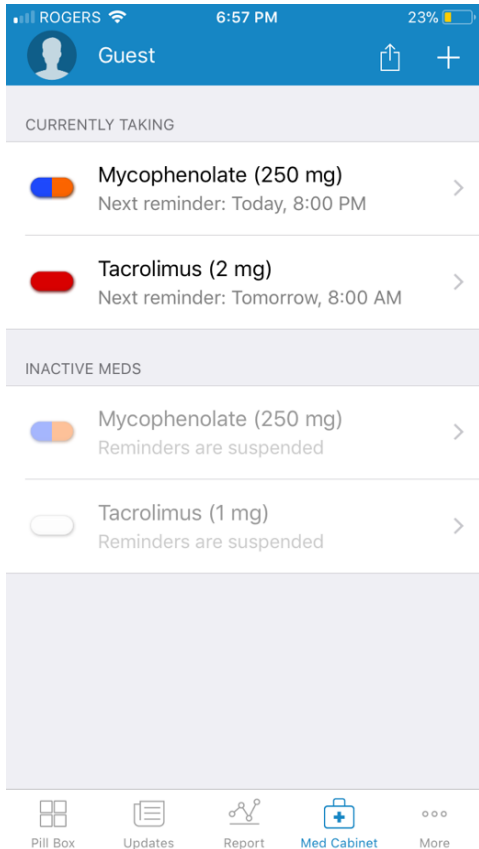 ROGERS 6:57 PM 23%
Guest
CURRENTLY TAKING
Mycophenolate (250 mg)
Next reminder: Today, 8:00 PM
Tacrolimus (2 mg)
Next reminder: Tomorrow, 8:00 AM
INACTIVE MEDS
Mycophenolate (250 mg)
Reminders are suspended
Tacrolimus (1 mg)
Reminders are suspended
Pill Box Updates Report Med Cabinet More